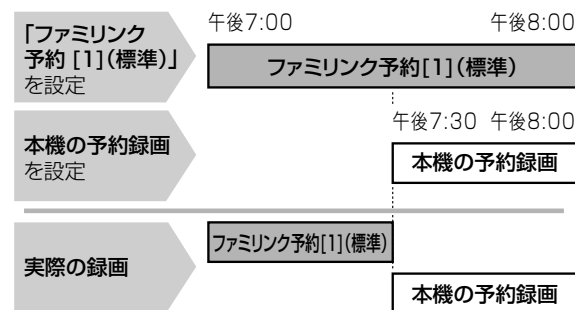 「ファミリンク
予約 [1](標準)」
を設定
午後7:00 午後8:00
ファミリンク予約[1](標準)
本機の予約録画
を設定
午後7:30 午後8:00
本機の予約録画
実際の録画
ファミリンク予約[1](標準)
本機の予約録画